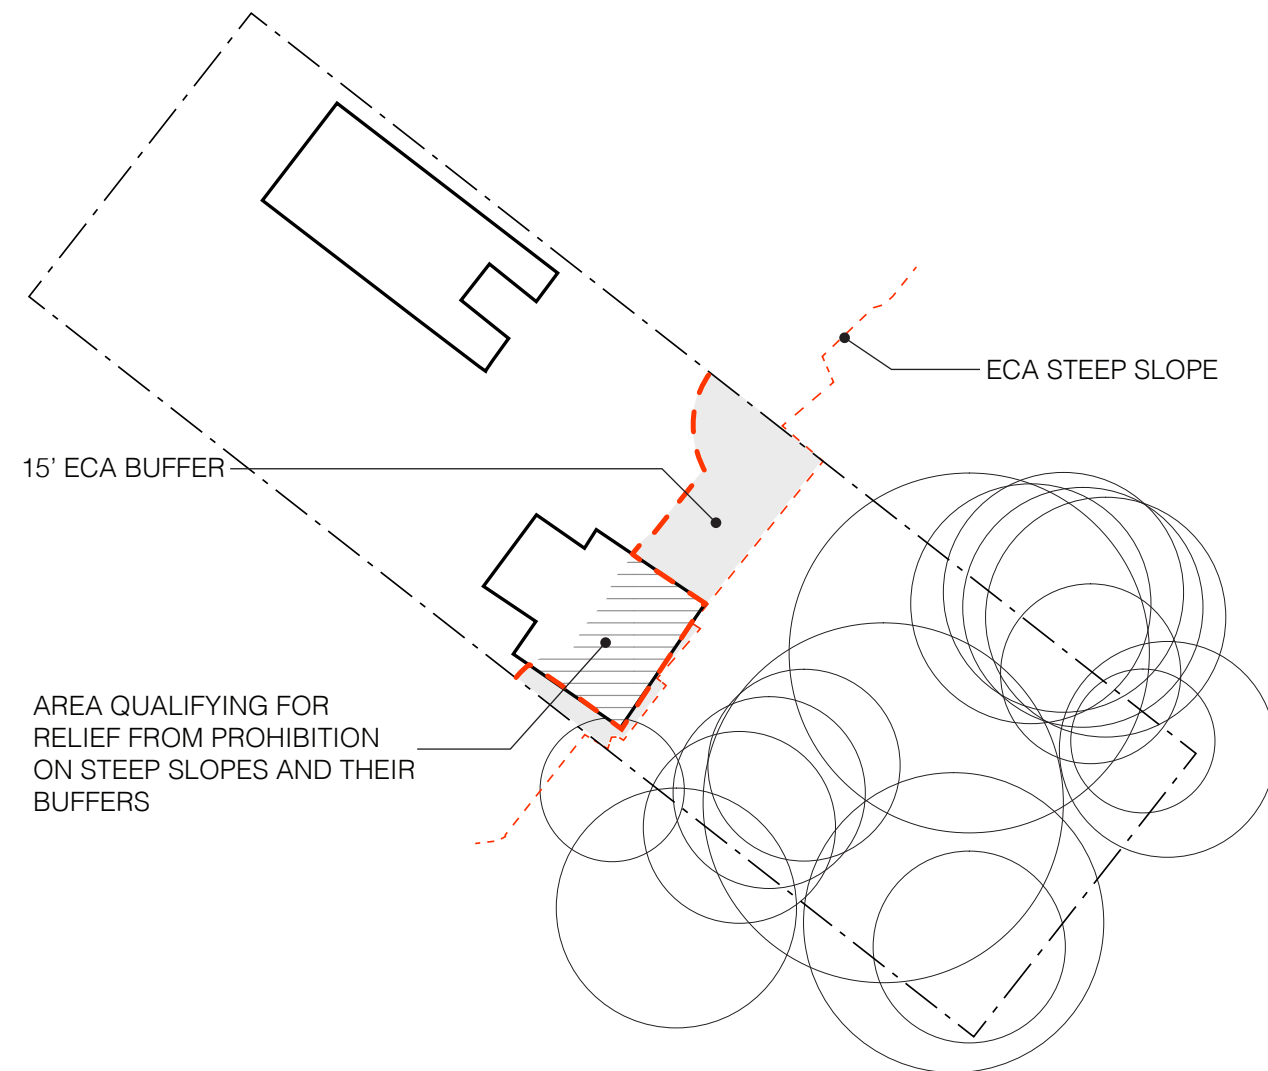 ECA STEEP SLOPE
15’ ECA BUFFER
AREA QUALIFYING FOR
RELIEF FROM PROHIBITION
ON STEEP SLOPES AND THEIR
BUFFERS